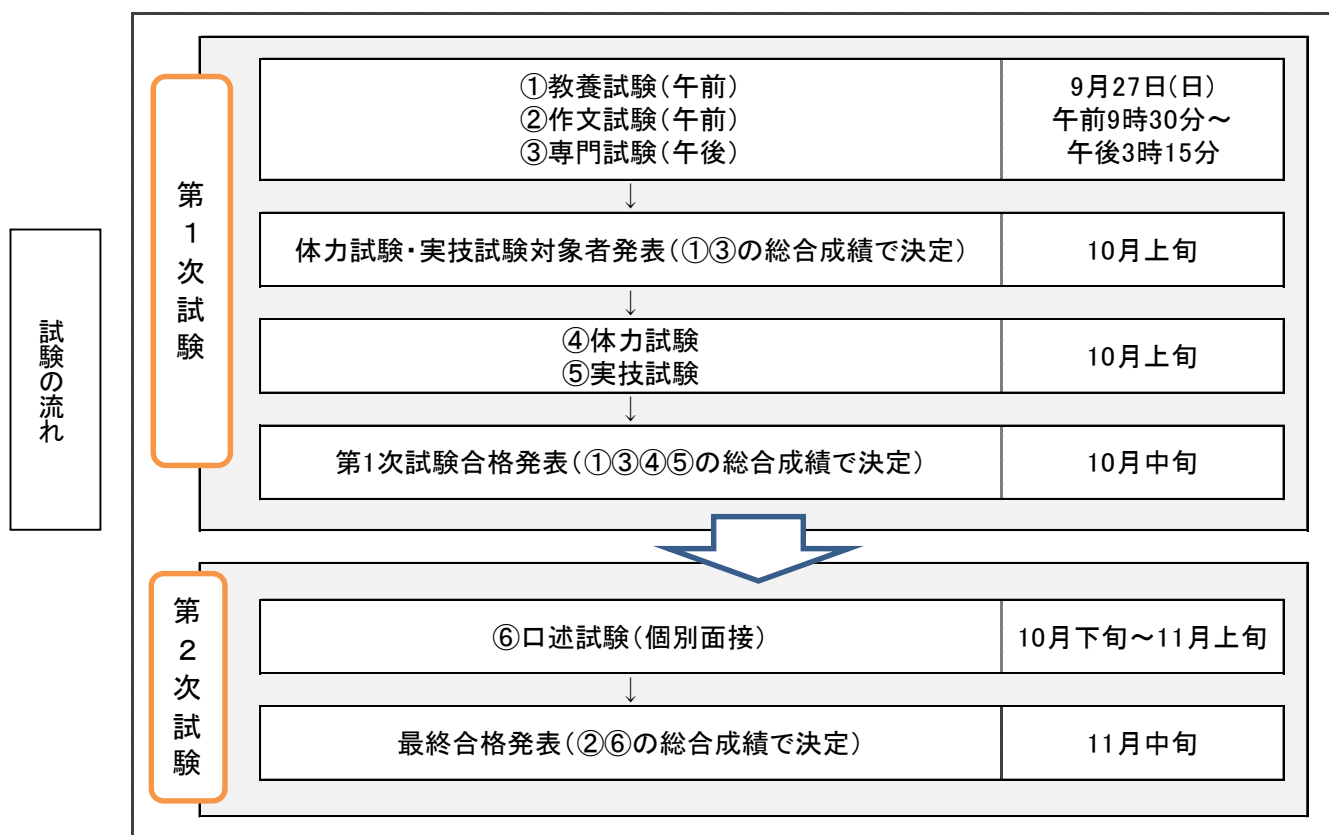 試験の流れ
第1次試験
①教養試験(午前)
②作文試験(午前)
③専門試験(午後)
9月27日(日)
午前9時30分～
午後3時15分
↓
体力試験・実技試験対象者発表(①③の総合成績で決定)
10月上旬
↓
④体力試験
⑤実技試験
10月上旬
↓
第1次試験合格発表(①③④⑤の総合成績で決定)
10月中旬
第2次試験
⑥口述試験(個別面接)
10月下旬～11月上旬
↓
最終合格発表(②⑥の総合成績で決定)
11月中旬